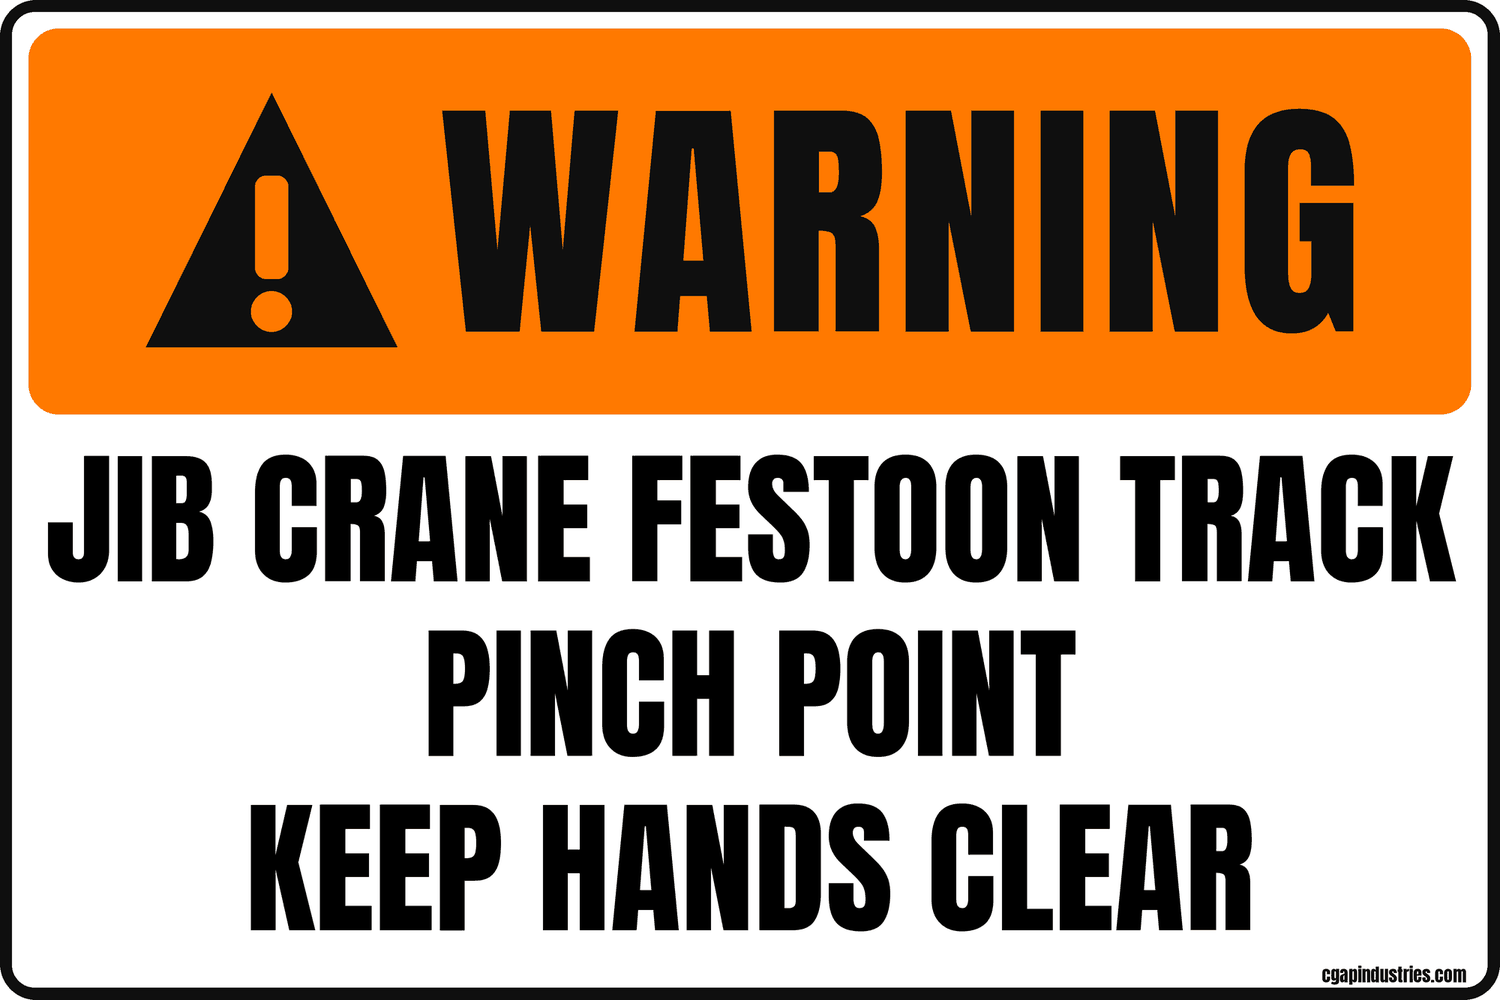 WARNING
JIB CRANE FESTOON TRACK
PINCH POINT
KEEP HANDS CLEAR
cgapindustries.com